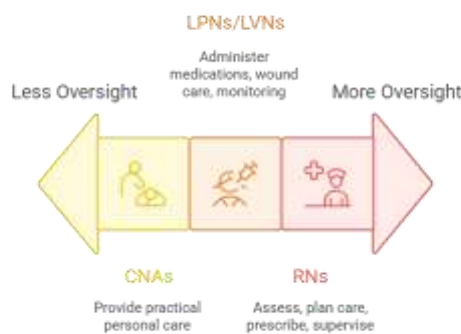 LPNs/LVNs
Administer
medications, wound
care, monitoring
Less Oversight
More Oversight
CNAs
Provide practical
personal care
RNs
Assess, plan care,
prescribe, supervise